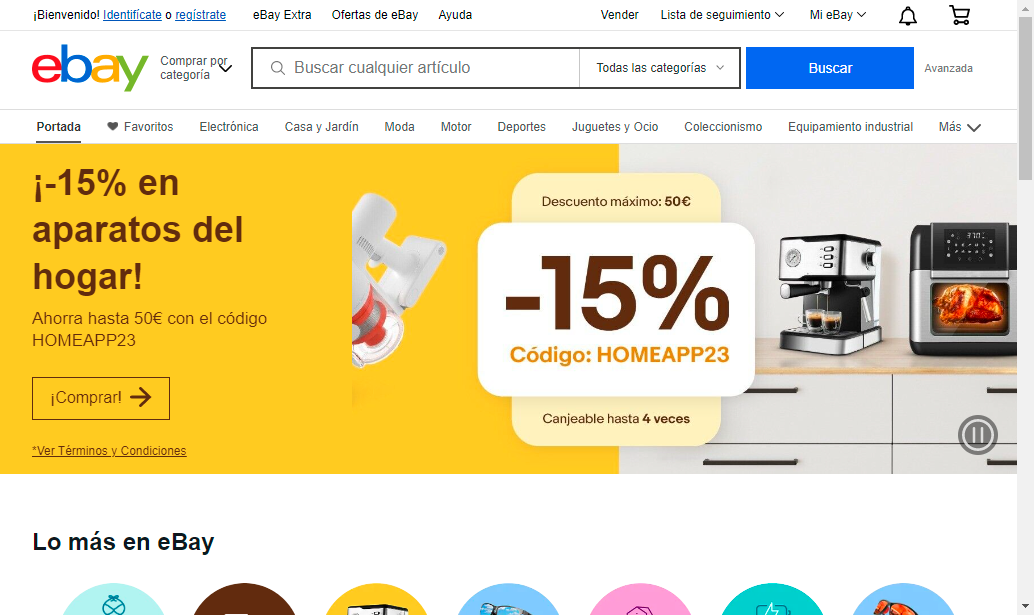 ¡Bienvenido! Identifícate o regístrate eBay Extra Ofertas de eBay Ayuda Vender Lista de seguimiento Mi eBay
ebay
Comprar por
categoría
Buscar cualquier artículo
Todas las categorías
Buscar
Avanzada
Portada Favoritos Electrónica Casa y Jardín Moda Motor Deportes Juguetes y Ocio Coleccionismo Equipamiento industrial Más
¡-15% en
aparatos del
hogar!
Ahorra hasta 50€ con el código
HOMEAPP23
¡Comprar!
*Ver Términos y Condiciones
Descuento máximo: 50€
-15%
Código: HOMEAPP23
Canjeable hasta 4 veces
370
Lo más en eBay